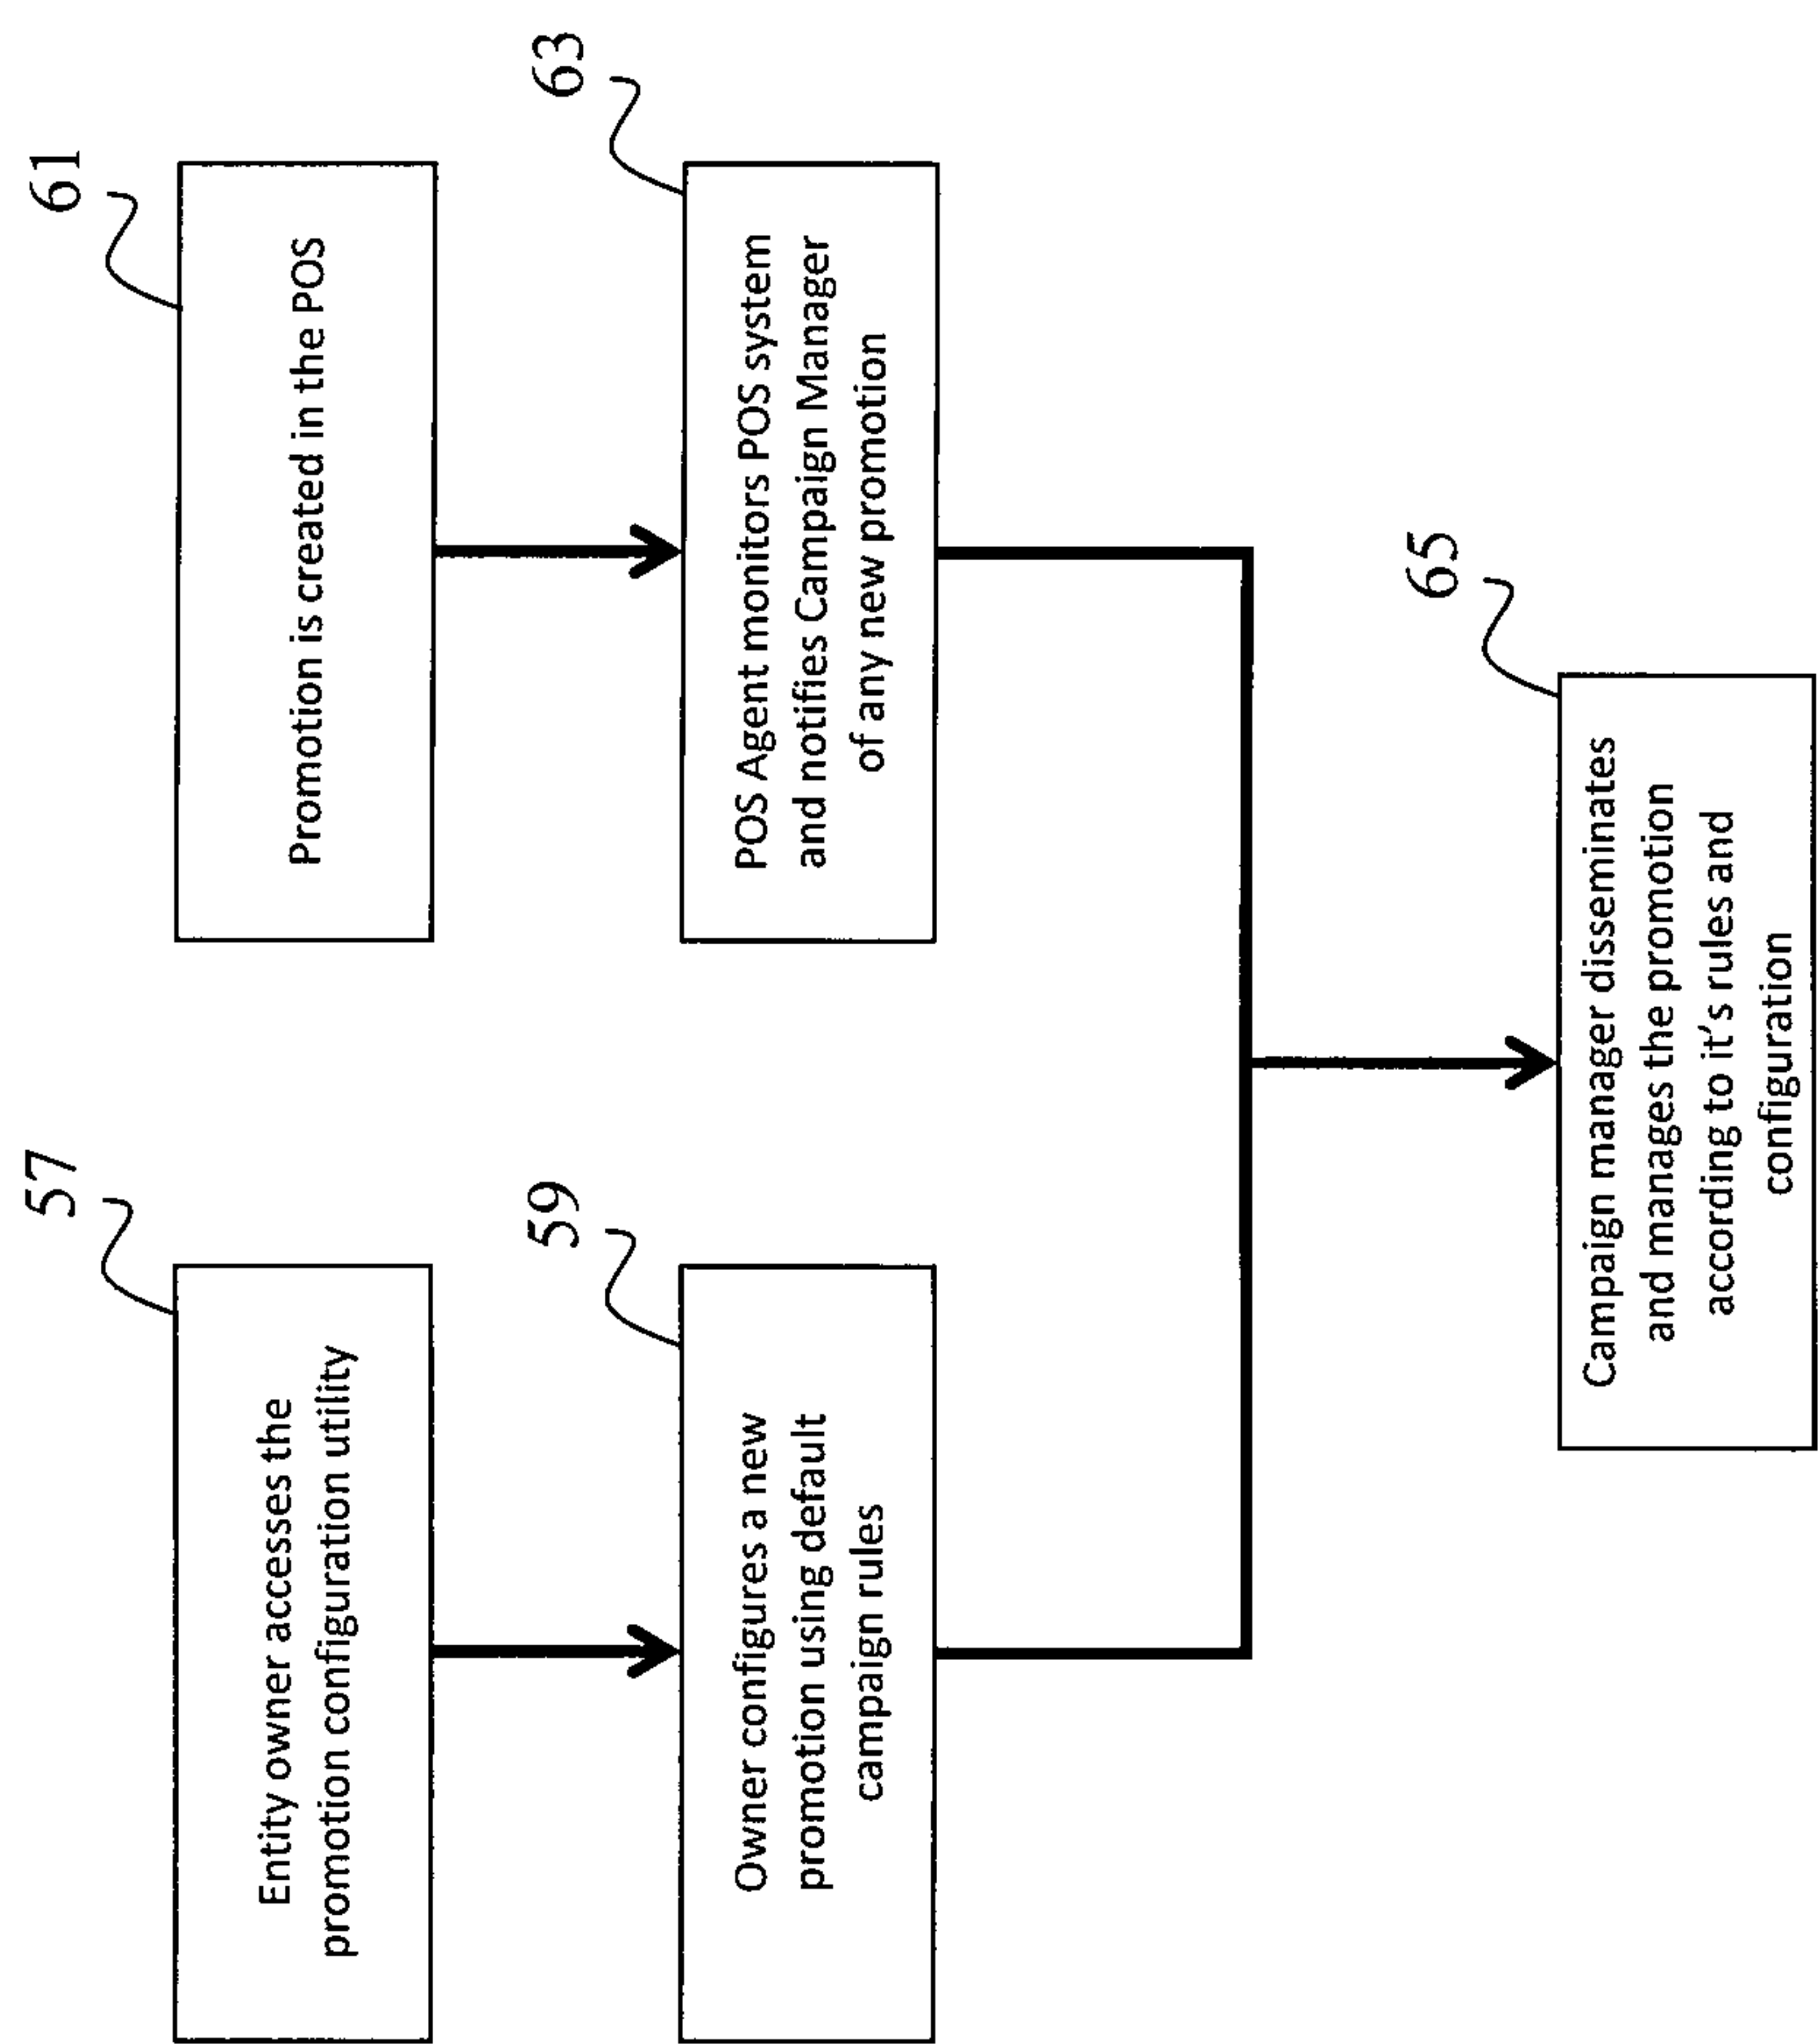 57
Entity owner accesses the
promotion configuration utility
59
Owner configures a new
promotion using default
campaign rules
61
Promotion is created in the POS
63
POS Agent monitors POS system
and notifies Campaign Manager
of any new promotion
65
Campaign manager disseminates
and manages the promotion
according to it's rules and
configuration